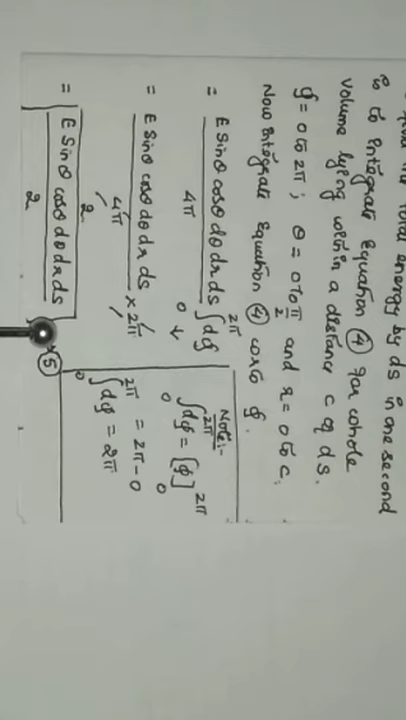 the total energy by ds in one second
is to integrate equation ④ for whole
volume lying within a distance c of ds.
φ = 0 to 2π ; θ = 0 to π/2 and r = 0 to c.
Now integrate equation ④ w.r.to φ.
= E Sinθ cosθ dθ dr ds / 4π ∫₀^2π dφ
= E Sinθ cosθ dθ dr ds / 4π × 2π
2
= E Sinθ cosθ dθ dr ds / 2 → ⑤
Note:-
∫₀^2π dφ = [φ]₀^2π
= 2π - 0
∫₀^2π dφ = 2π